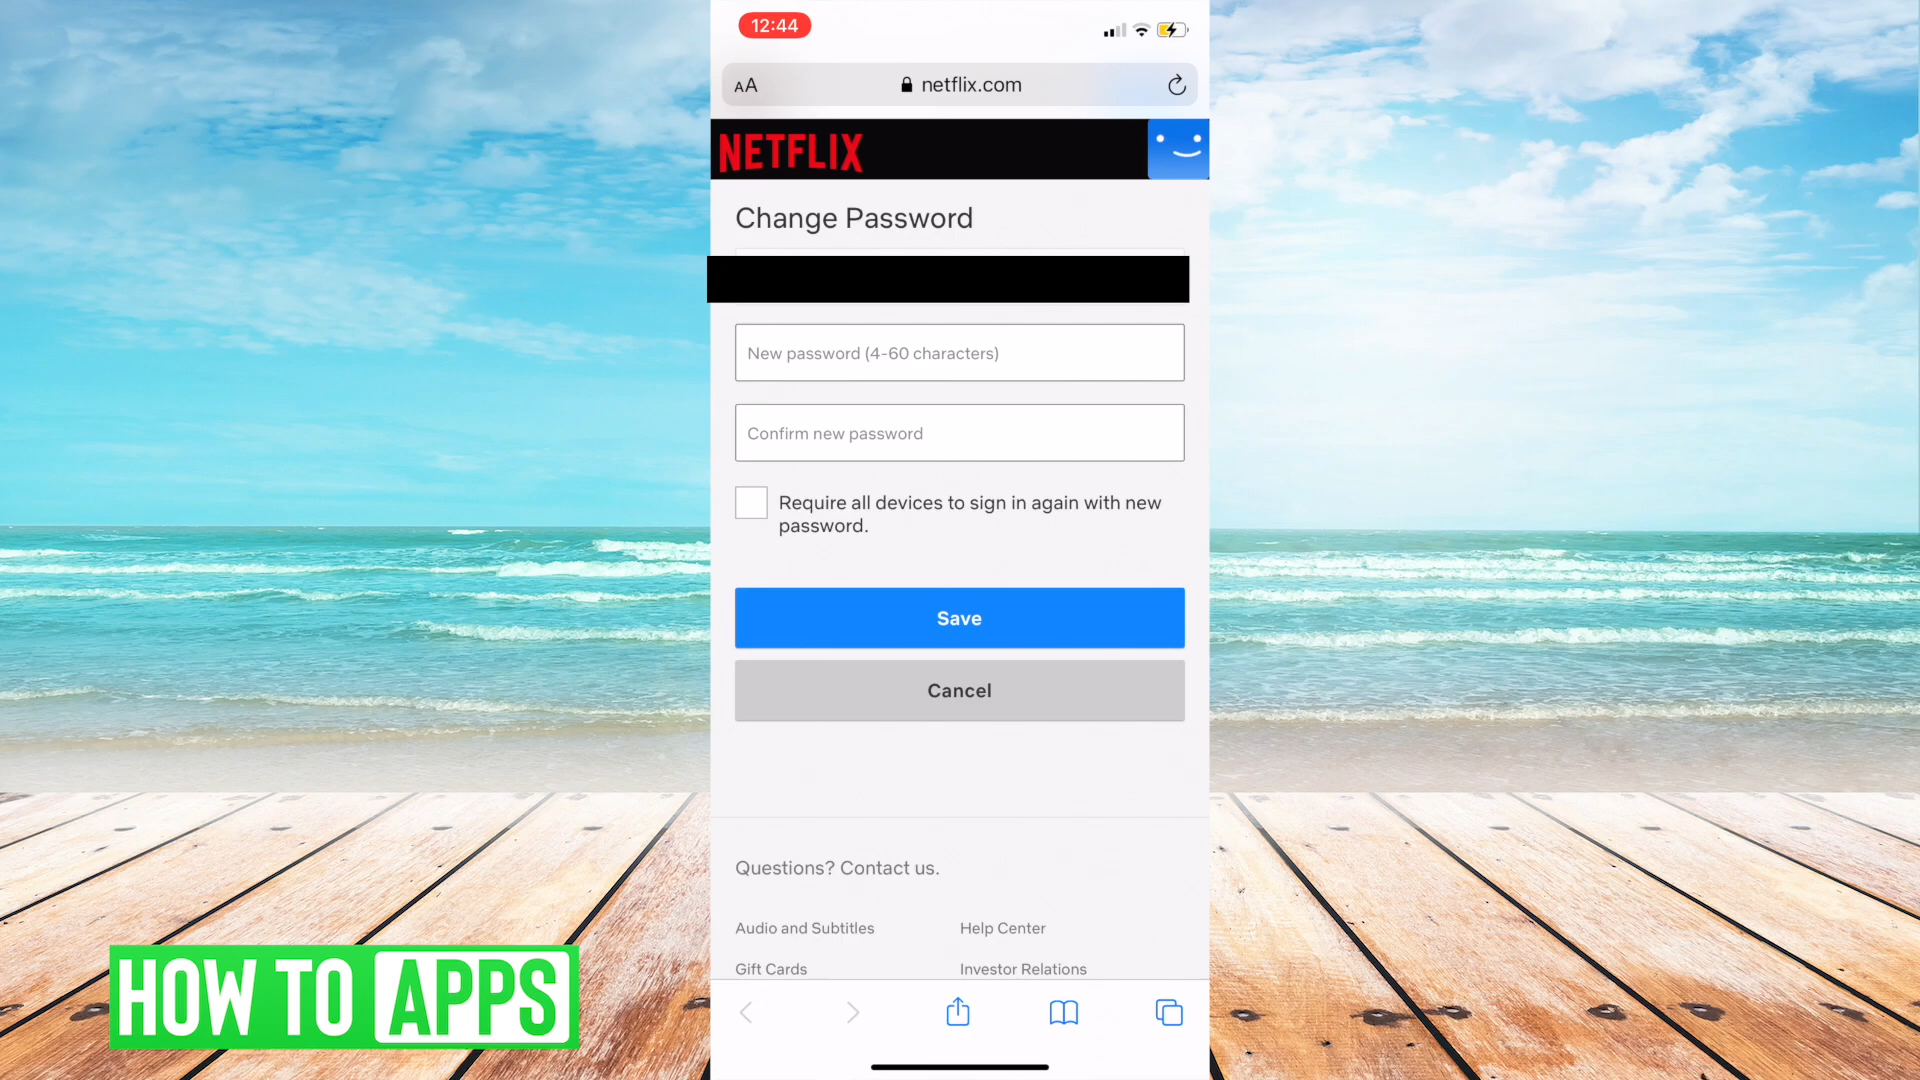 12:44
AA netflix.com
NETFLIX
Change Password
New password (4-60 characters)
Confirm new password
Require all devices to sign in again with new
password.
Save
Cancel
Questions? Contact us.
Audio and Subtitles Help Center
Gift Cards Investor Relations
HOW TO APPS